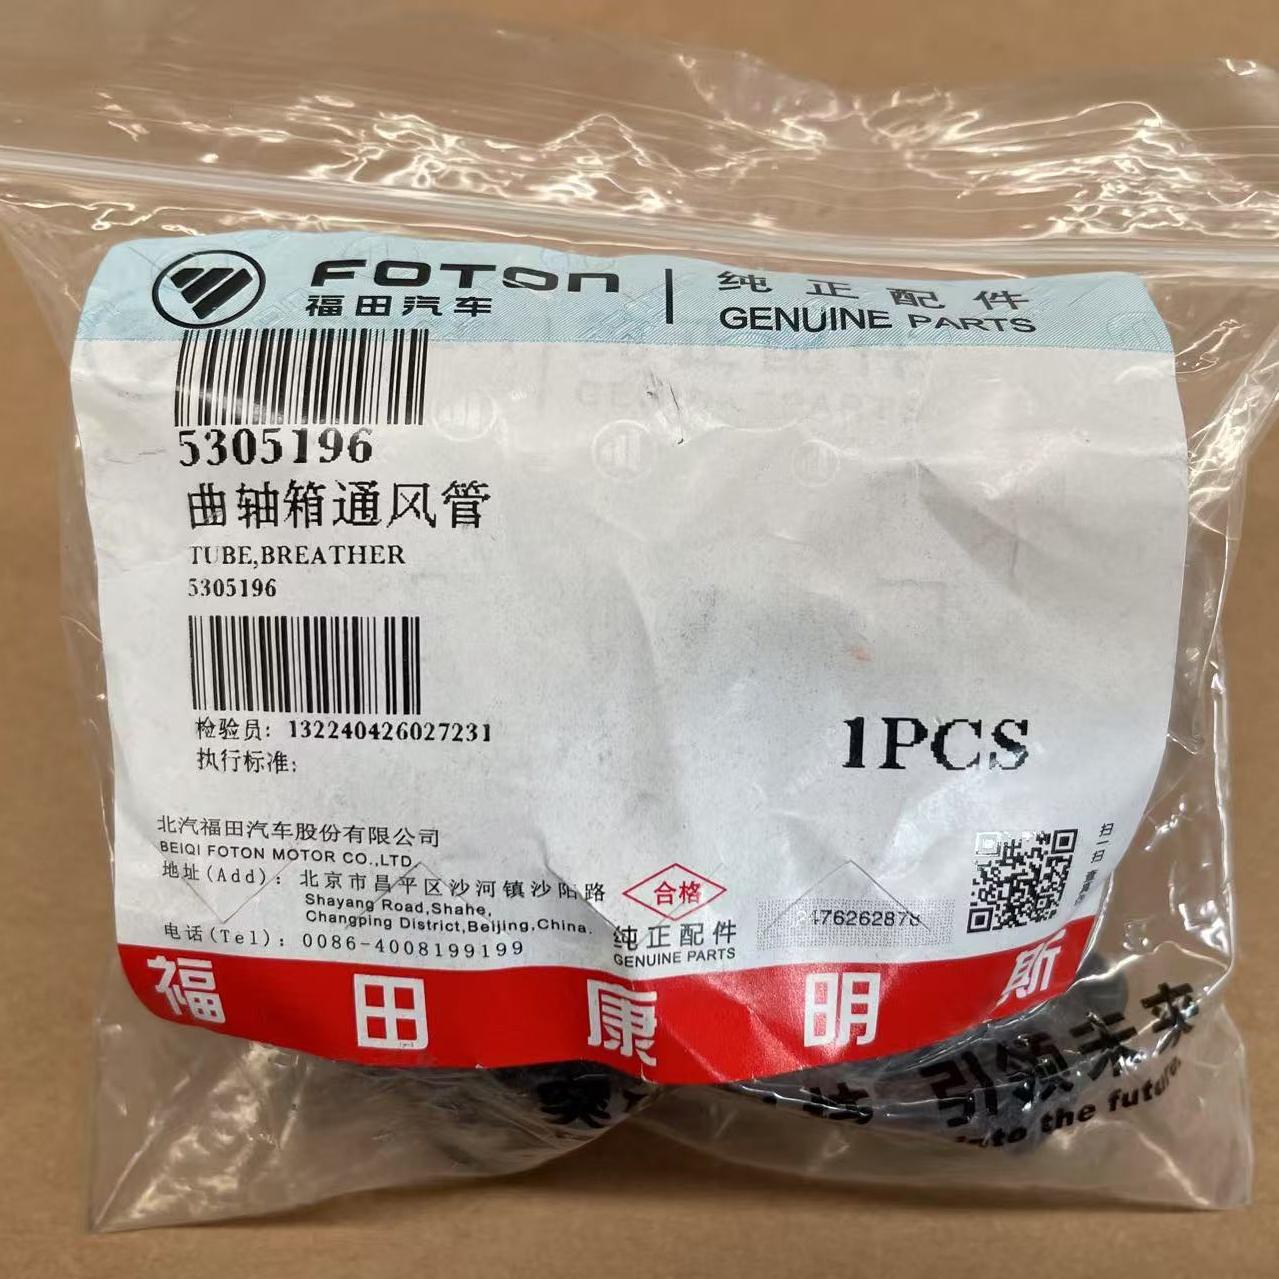 FOTON
福田汽车
纯正配件
GENUINE PARTS
5305196
曲轴箱通风管
TUBE,BREATHER
5305196
检验员: 132240426027231
执行标准:
1PCS
北汽福田汽车股份有限公司
BEIQI FOTON MOTOR CO.,LTD.
地址(Add): 北京市昌平区沙河镇沙阳路
Shayang Road,Shahe,
Changping District,Beijing,China.
电话(Tel): 0086-4008199199
合格
纯正配件
GENUINE PARTS
2476262878
扫一扫
福田康明斯
引领未来
into the future